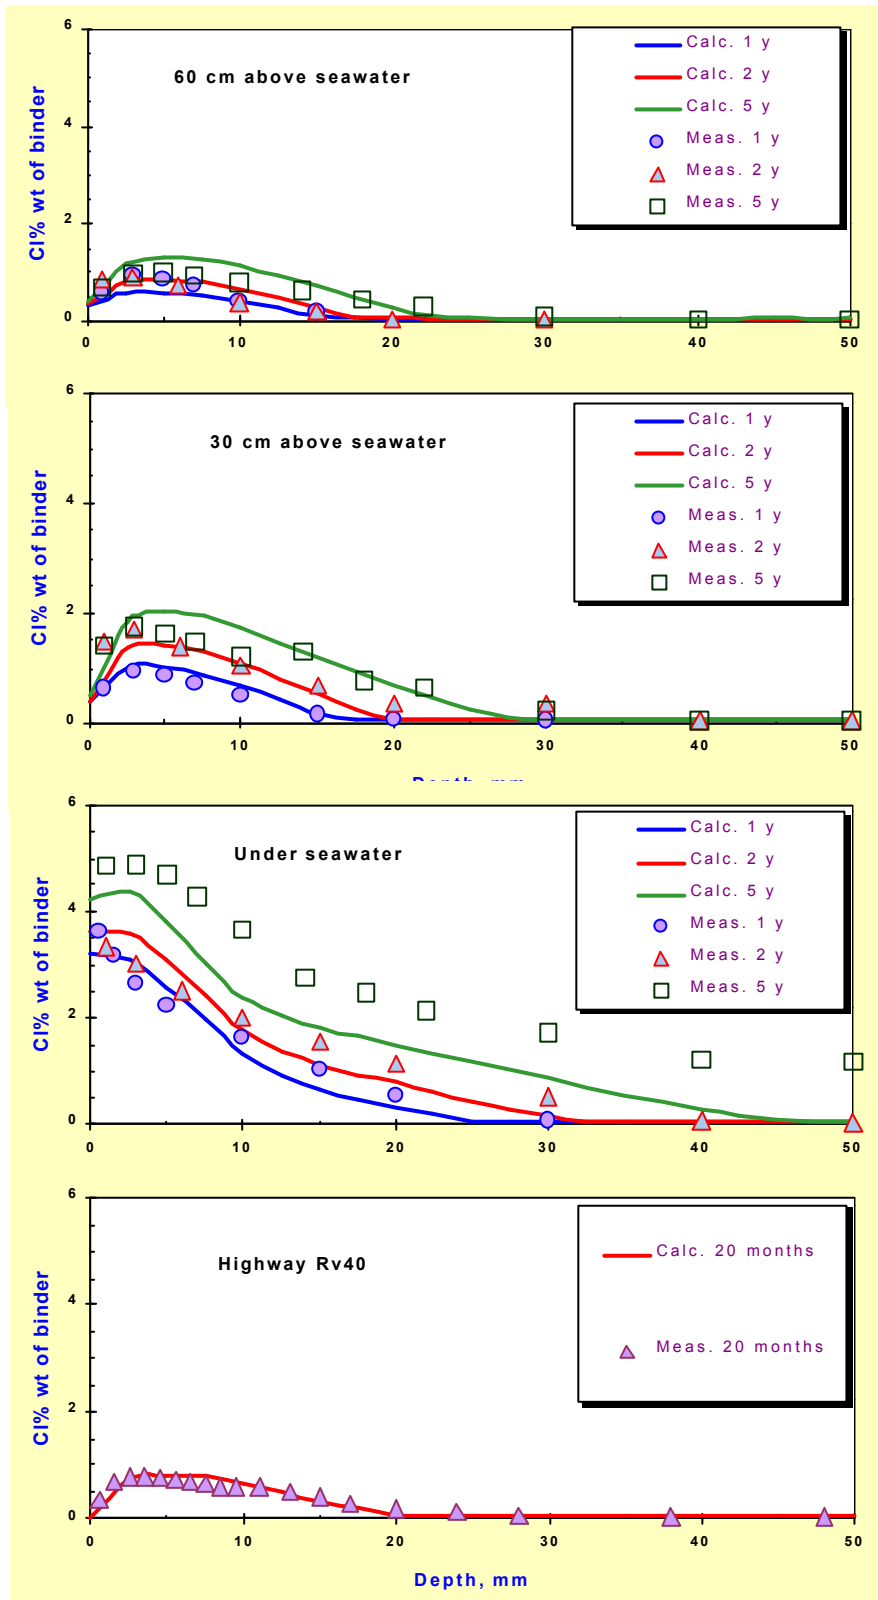 6
4
2
0
Cl% wt of binder
60 cm above seawater
Calc. 1 y
Calc. 2 y
Calc. 5 y
Meas. 1 y
Meas. 2 y
Meas. 5 y
0 10 20 30 40 50
6
4
2
0
Cl% wt of binder
30 cm above seawater
Calc. 1 y
Calc. 2 y
Calc. 5 y
Meas. 1 y
Meas. 2 y
Meas. 5 y
0 10 20 30 40 50
Depth, mm
6
4
2
0
Cl% wt of binder
Under seawater
Calc. 1 y
Calc. 2 y
Calc. 5 y
Meas. 1 y
Meas. 2 y
Meas. 5 y
0 10 20 30 40 50
6
4
2
0
Cl% wt of binder
Highway Rv40
Calc. 20 months
Meas. 20 months
0 10 20 30 40 50
Depth, mm